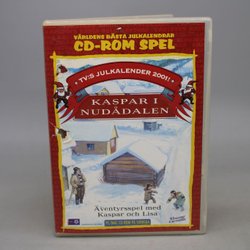 VÄRLDENS BÄSTA JULKALENDRAR
CD-ROM SPEL
TV:S JULKALENDER 2001!
KASPAR I
NUDÅDALEN
Äventyrsspel med
Kaspar och Lisa